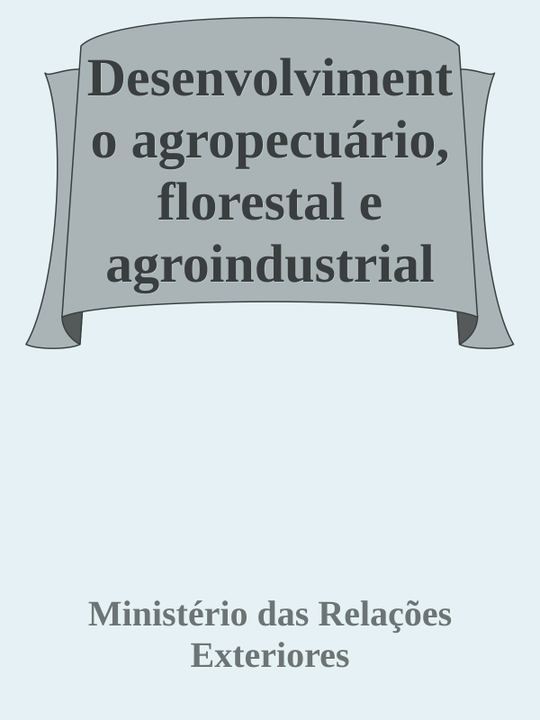 Desenvolviment
o agropecuário,
florestal e
agroindustrial
Ministério das Relações
Exteriores